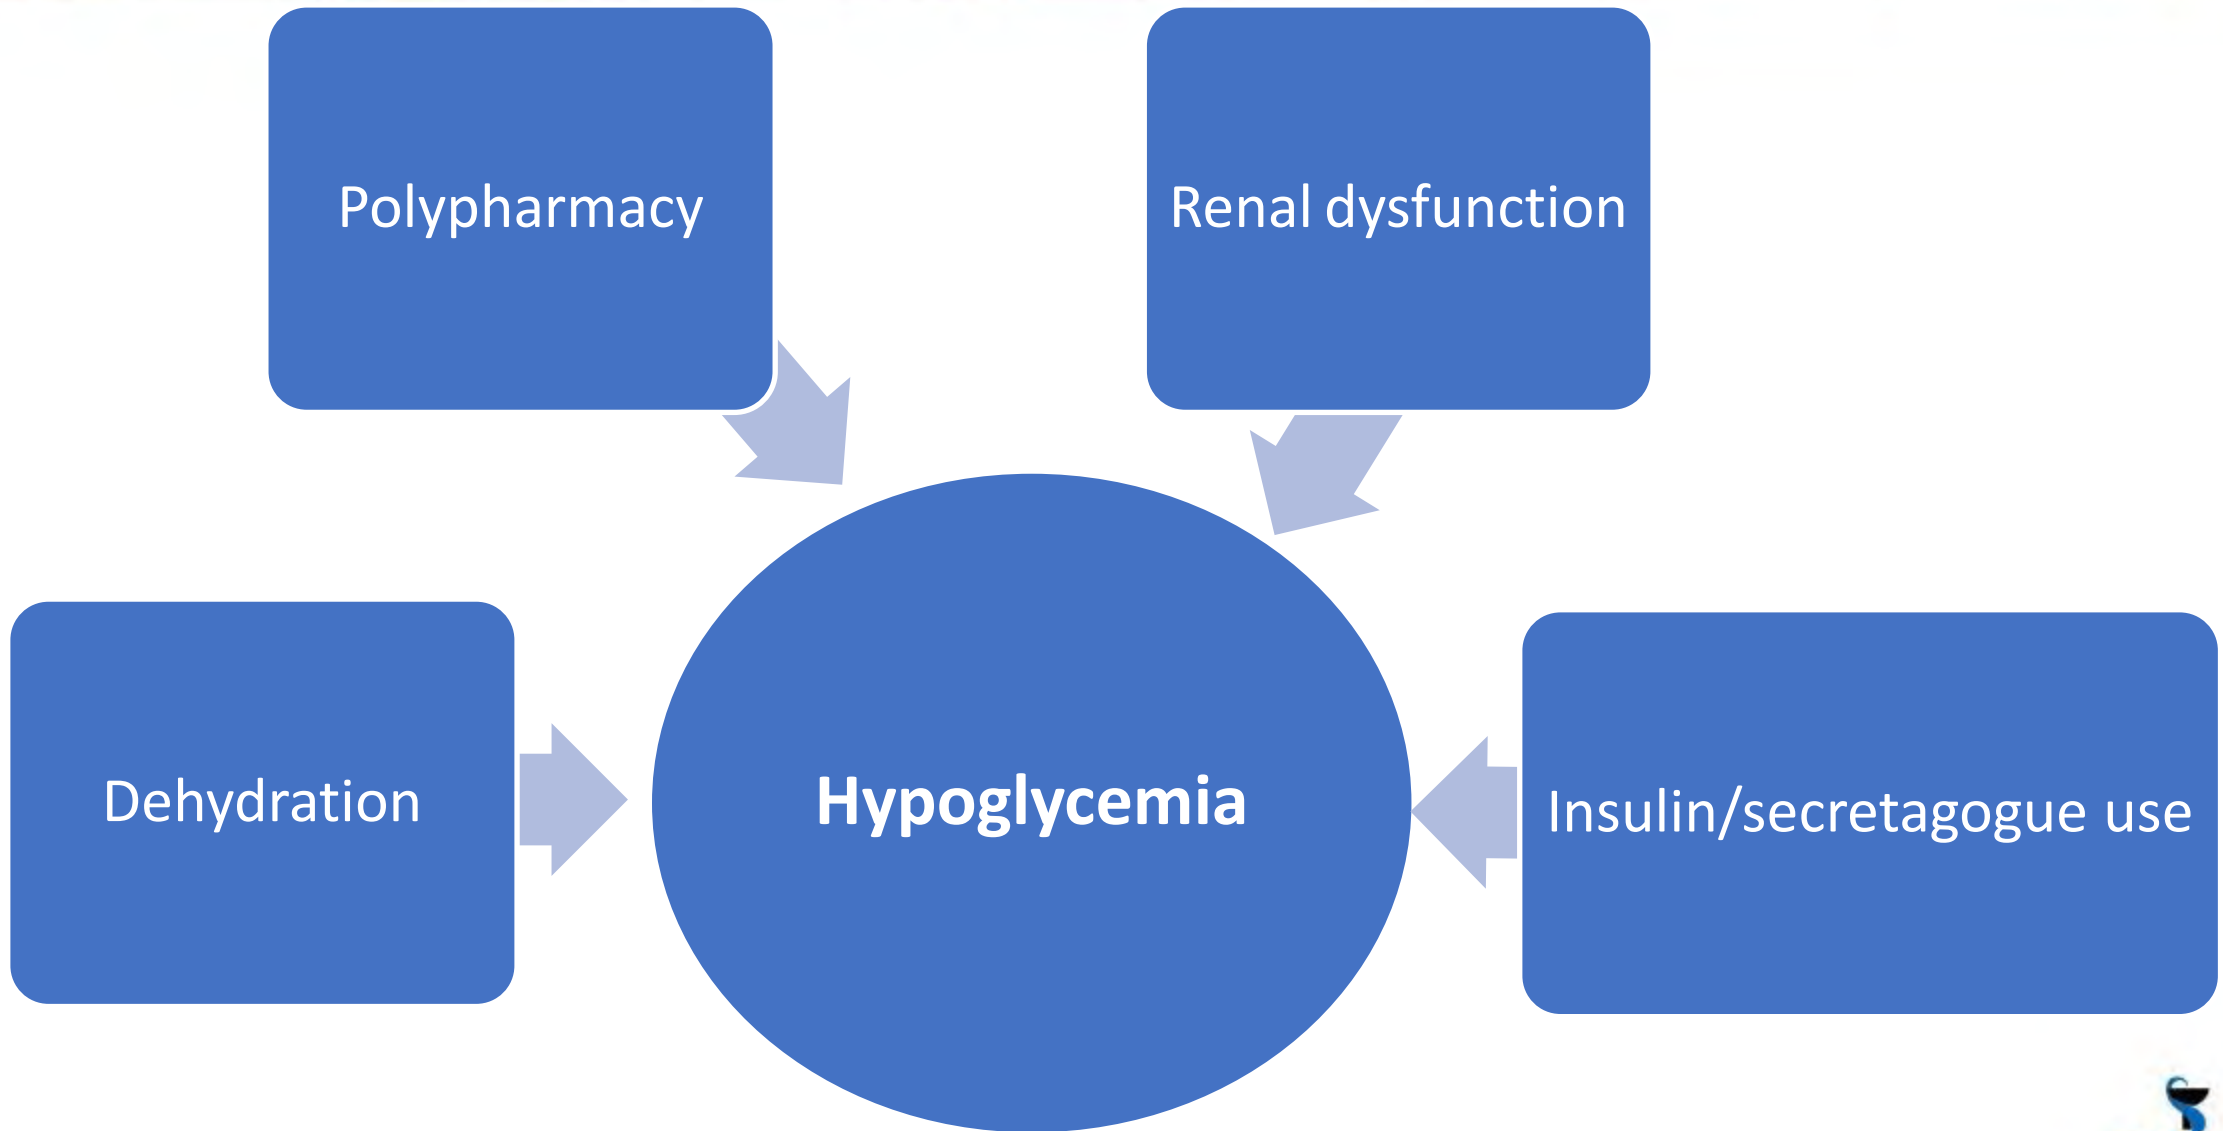 Polypharmacy
Renal dysfunction
Dehydration
Hypoglycemia
Insulin/secretagogue use